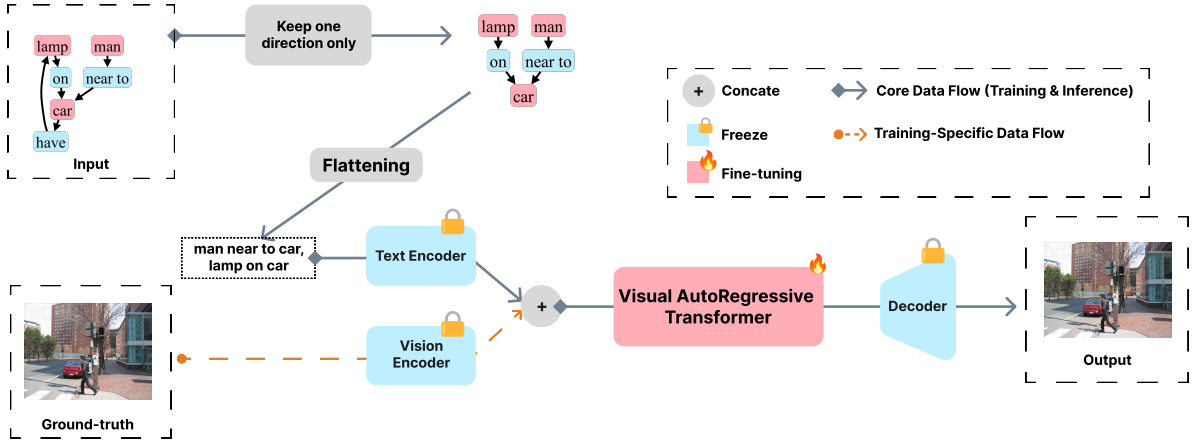 lamp
man
on
near to
car
have
Input
Keep one
direction only
lamp
man
on
near to
car
Flattening
man near to car,
lamp on car
Text Encoder
Vision
Encoder
Ground-truth
+
Visual AutoRegressive
Transformer
Decoder
Output
+
Concate
Freeze
Fine-tuning
Core Data Flow (Training & Inference)
Training-Specific Data Flow